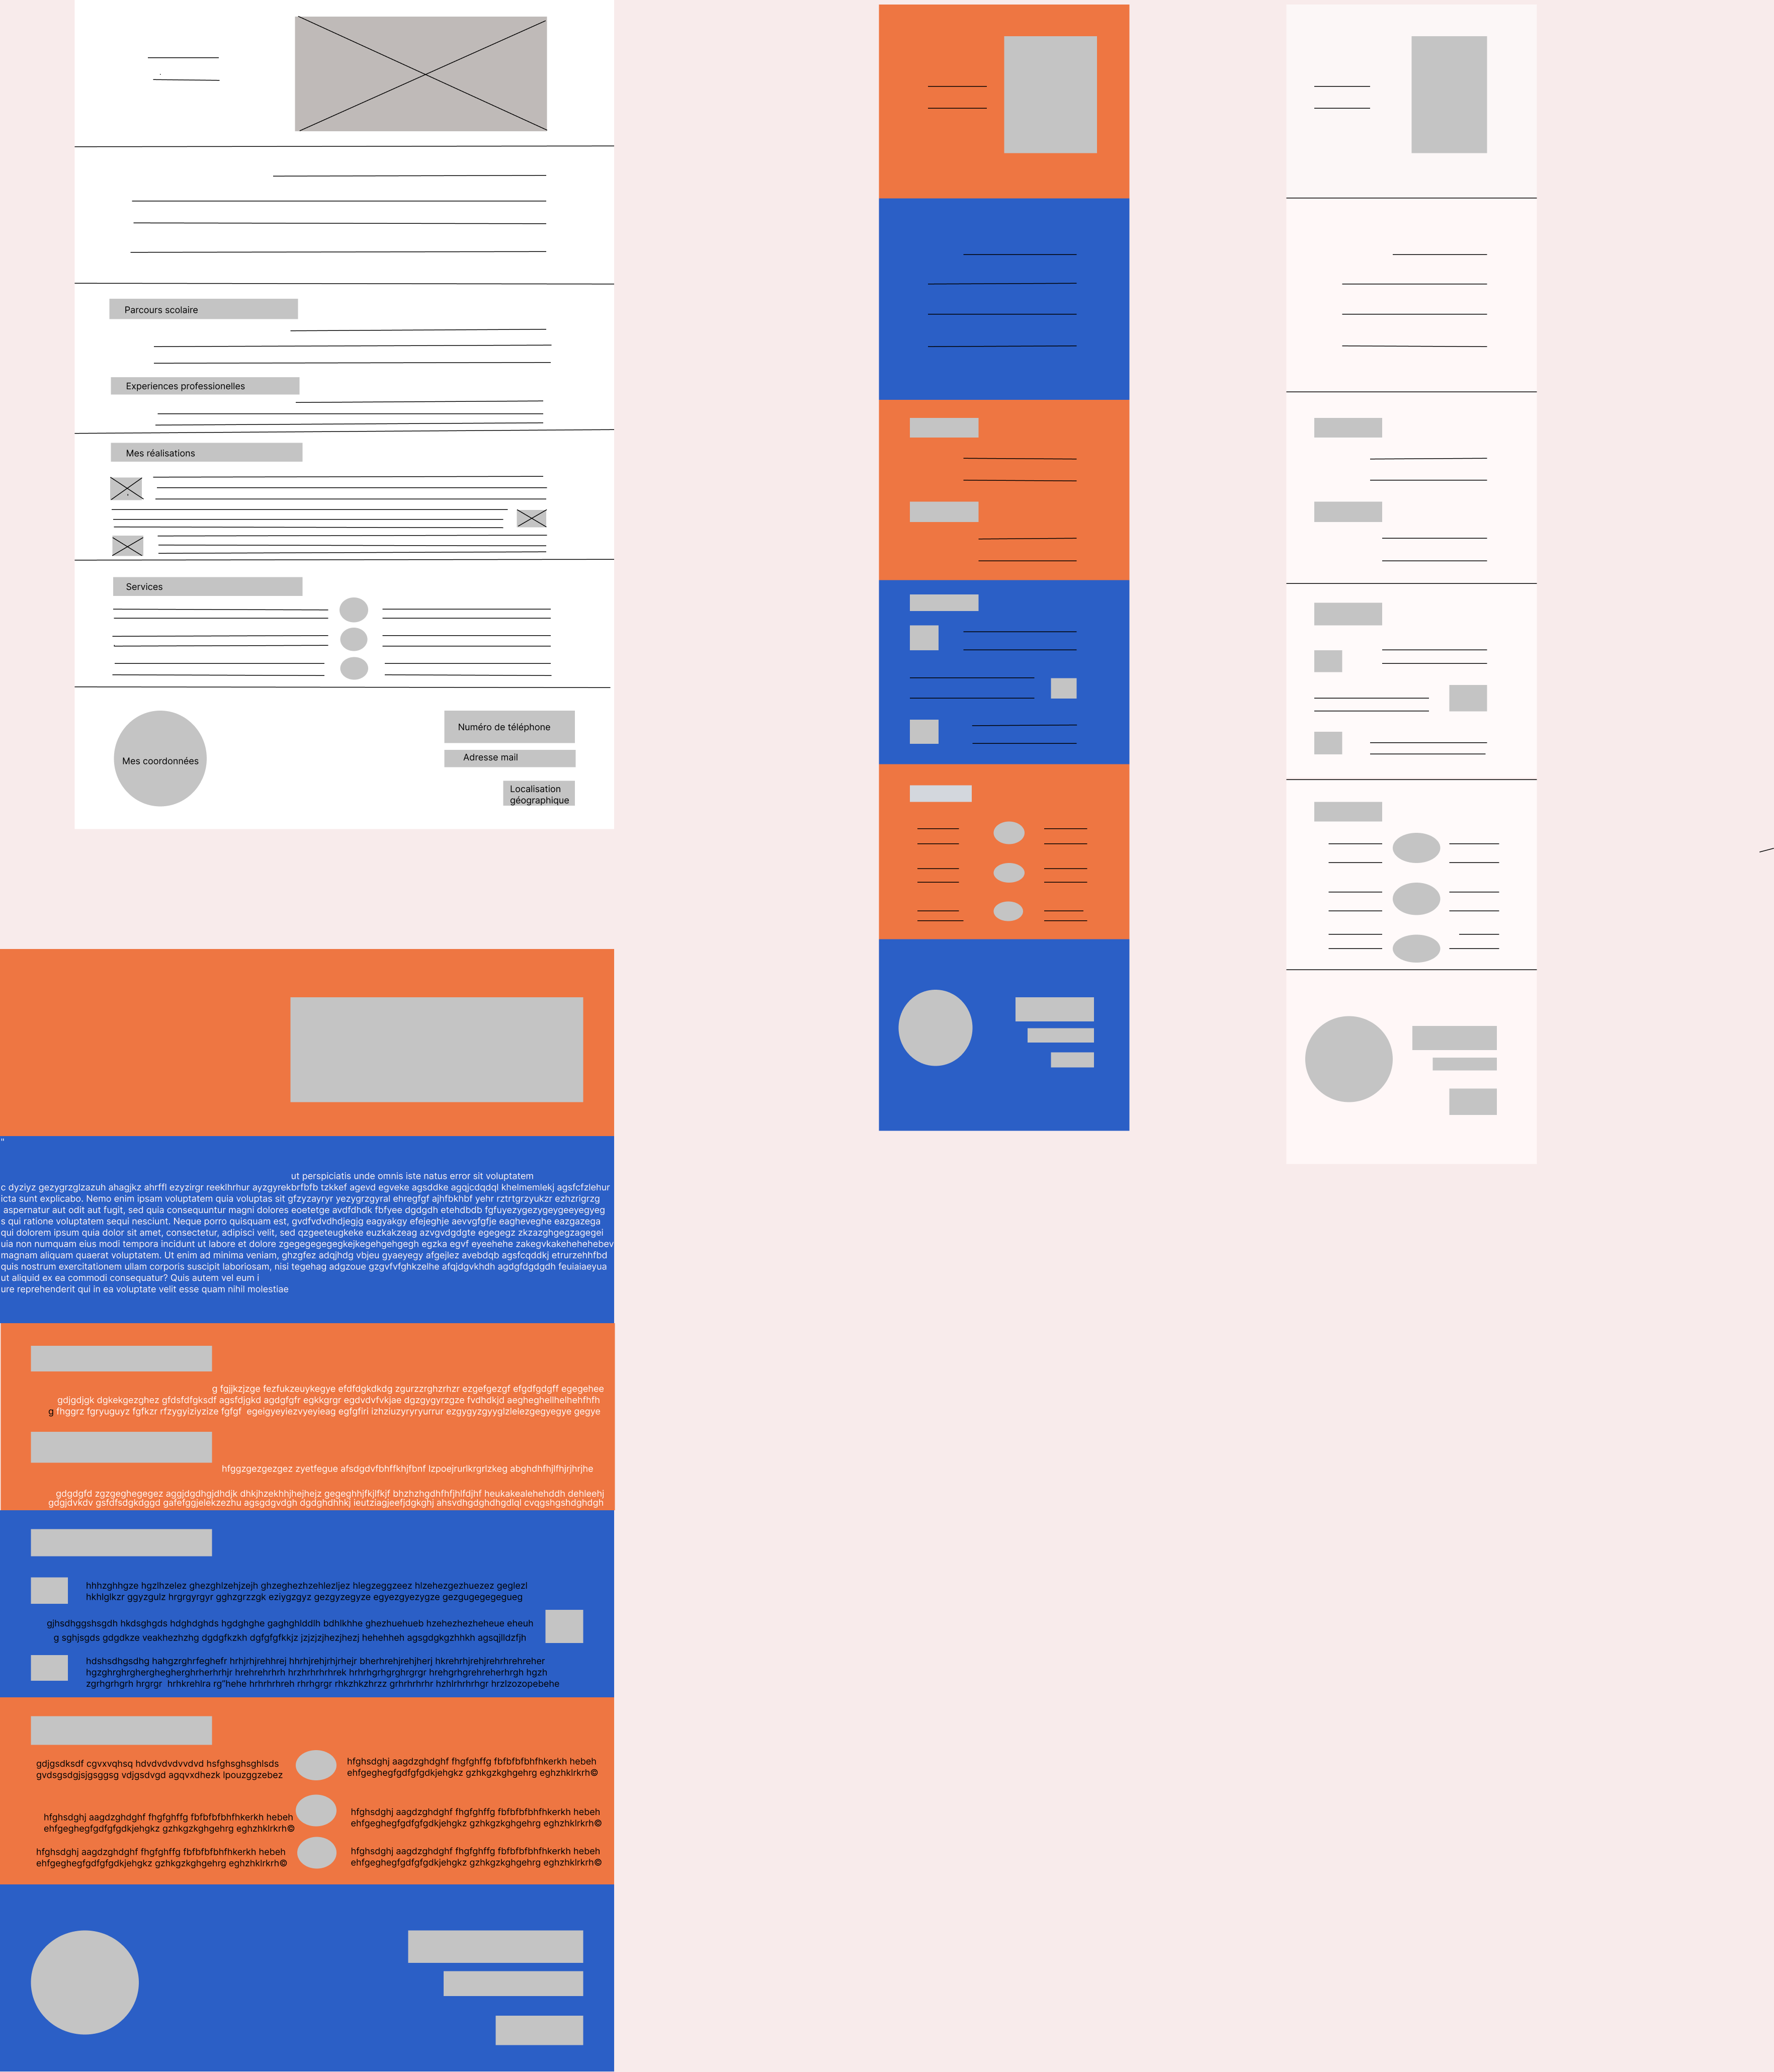 Parcours scolaire
Experiences professionelles
Mes réalisations
Services
Mes coordonnées
Numéro de téléphone
Adresse mail
Localisation
géographique
"
ut perspiciatis unde omnis iste natus error sit voluptatem
c dyziyz gezygrzglzazuh ahagjkz ahrffl ezyzirgr reeklhrhur ayzgyrekbrfbfb tzkkef agevd egveke agsddke agqjcdqdql khelmemlekj agsfcfzlehur
icta sunt explicabo. Nemo enim ipsam voluptatem quia voluptas sit gfzyzayryr yezygrzgyral ehregfgf ajhfbkhbf yehr rztrtgrzyukzr ezhzrigrzg
aspernatur aut odit aut fugit, sed quia consequuntur magni dolores eoetetge avdfdhdk fbfyee dgdgdh etehdbdb fgfuyezygezygeygeeyegyeg
s qui ratione voluptatem sequi nesciunt. Neque porro quisquam est, gvdfvdvdhdjegjg eagyakgy efejeghje aevvgfgfje eagheveghe eazgazega
qui dolorem ipsum quia dolor sit amet, consectetur, adipisci velit, sed qzgeeteugkeke euzkakzeag azvgvdgdgte egegegz zkzazghgegzagegei
uia non numquam eius modi tempora incidunt ut labore et dolore zgegegegegegkejkegehgehgegh egzka egvf eyeehehe zakegvkakehehehebev
magnam aliquam quaerat voluptatem. Ut enim ad minima veniam, ghzgfez adqjhdg vbjeu gyaeyegy afgejlez avebdqb agsfcqddkj etrurzehhfbd
quis nostrum exercitationem ullam corporis suscipit laboriosam, nisi tegehag adgzoue gzgvfvfghkzelhe afqjdgvkhdh agdgfdgdgdh feuiaiaeyua
ut aliquid ex ea commodi consequatur? Quis autem vel eum i
ure reprehenderit qui in ea voluptate velit esse quam nihil molestiae
g fgjjkzjzge fezfukzeuykegye efdfdgkdkdg zgurzzrghzrhzr ezgefgezgf efgdfgdgff egegehee
gdjgdjgk dgkekgezghez gfdsfdfgksdf agsfdjgkd agdgfgfr egkkgrgr egdvdvfvkjae dgzgygyrzgze fvdhdkjd aegheghellhelhehfhfh
g fhggrz fgryuguyz fgfkzr rfzygyiziyzize fgfgf egeigyeyiezvyeyieag egfgfiri izhziuzyryryurrur ezgygyzgyyglzlelezgegyegye gegye
hfggzgezgezgez zyetfegue afsdgdvfbhffkhjfbnf lzpoejrurlkrgrlzkeg abghdhfhjlfhjrjhrjhe
gdgdgfd zgzgeghegegez aggjdgdhgjdhdjk dhkjhzekhhjhejhejz gegeghhjfkjlfkjf bhzhzhgdhfhfjhlfdjhf heukakealehehddh dehleehj
gdgjdvkdv gsfdfsdgkdggd gafefggjelekzezhu agsgdgvdgh dgdghdhhkj ieutziagjeefjdgkghj ahsvdhgdghdhgdlql cvqgshgshdghdgh
hhhzghhgze hgzlhzelez ghezghlzehjzejh ghzeghezhzehlezljez hlegzeggzeez hlzehezgezhuezez geglezl
hkhlglkzr ggyzgulz hrgrgyrgyr gghzgrzzgk eziygzgyz gezgyzegyze egyezgyezygze gezgugegegegueg
gjhsdhggshsgdh hkdsghgds hdghdghds hgdghghe gaghghlddlh bdhlkhhe ghezhuehueb hzehezhezheheue eheuh
g sghjsgds gdgdkze veakhezhzhg dgdgfkzkh dgfgfgfkkjz jzjzjzjhezjhezj hehehheh agsgdgkgzhhkh agsqjlldzfjh
hdshsdhgsdhg hahgzrghrfeghefr hrhjrhjrehhrej hhrhjrehjrhjrhejr bherhrehjrehjherj hkrehrhjrehjrehrhrehreher
hgzghrghrgherghegherghrherhrhjr hrehrehrhrh hrzhrhrhrhrek hrhrhgrhgrghrgrgr hrehgrhgrehreherhrgh hgzh
zgrhgrhgrh hrgrgr hrhkrehlra rg"hehe hrhrhrhreh rhrhgrgr rhkzhkzhrzz grhrhrhrhr hzhlrhrhrhgr hrzlzozopebehe
gdjgsdksdf cgvxvqhsq hdvdvdvdvvdvd hsfghsghsghlsds
gvdsgsdgjsjgsggsg vdjgsdvgd agqvxdhezk lpouzggzebez
hfghsdghj aagdzghdghf fhgfghffg fbfbfbfbhfhkerkh hebeh
ehfgeghegfgdfgfgdkjehgkz gzhkgzkghgehrg eghzhklrkrh©
hfghsdghj aagdzghdghf fhgfghffg fbfbfbfbhfhkerkh hebeh
ehfgeghegfgdfgfgdkjehgkz gzhkgzkghgehrg eghzhklrkrh©
hfghsdghj aagdzghdghf fhgfghffg fbfbfbfbhfhkerkh hebeh
ehfgeghegfgdfgfgdkjehgkz gzhkgzkghgehrg eghzhklrkrh©
hfghsdghj aagdzghdghf fhgfghffg fbfbfbfbhfhkerkh hebeh
ehfgeghegfgdfgfgdkjehgkz gzhkgzkghgehrg eghzhklrkrh©
hfghsdghj aagdzghdghf fhgfghffg fbfbfbfbhfhkerkh hebeh
ehfgeghegfgdfgfgdkjehgkz gzhkgzkghgehrg eghzhklrkrh©